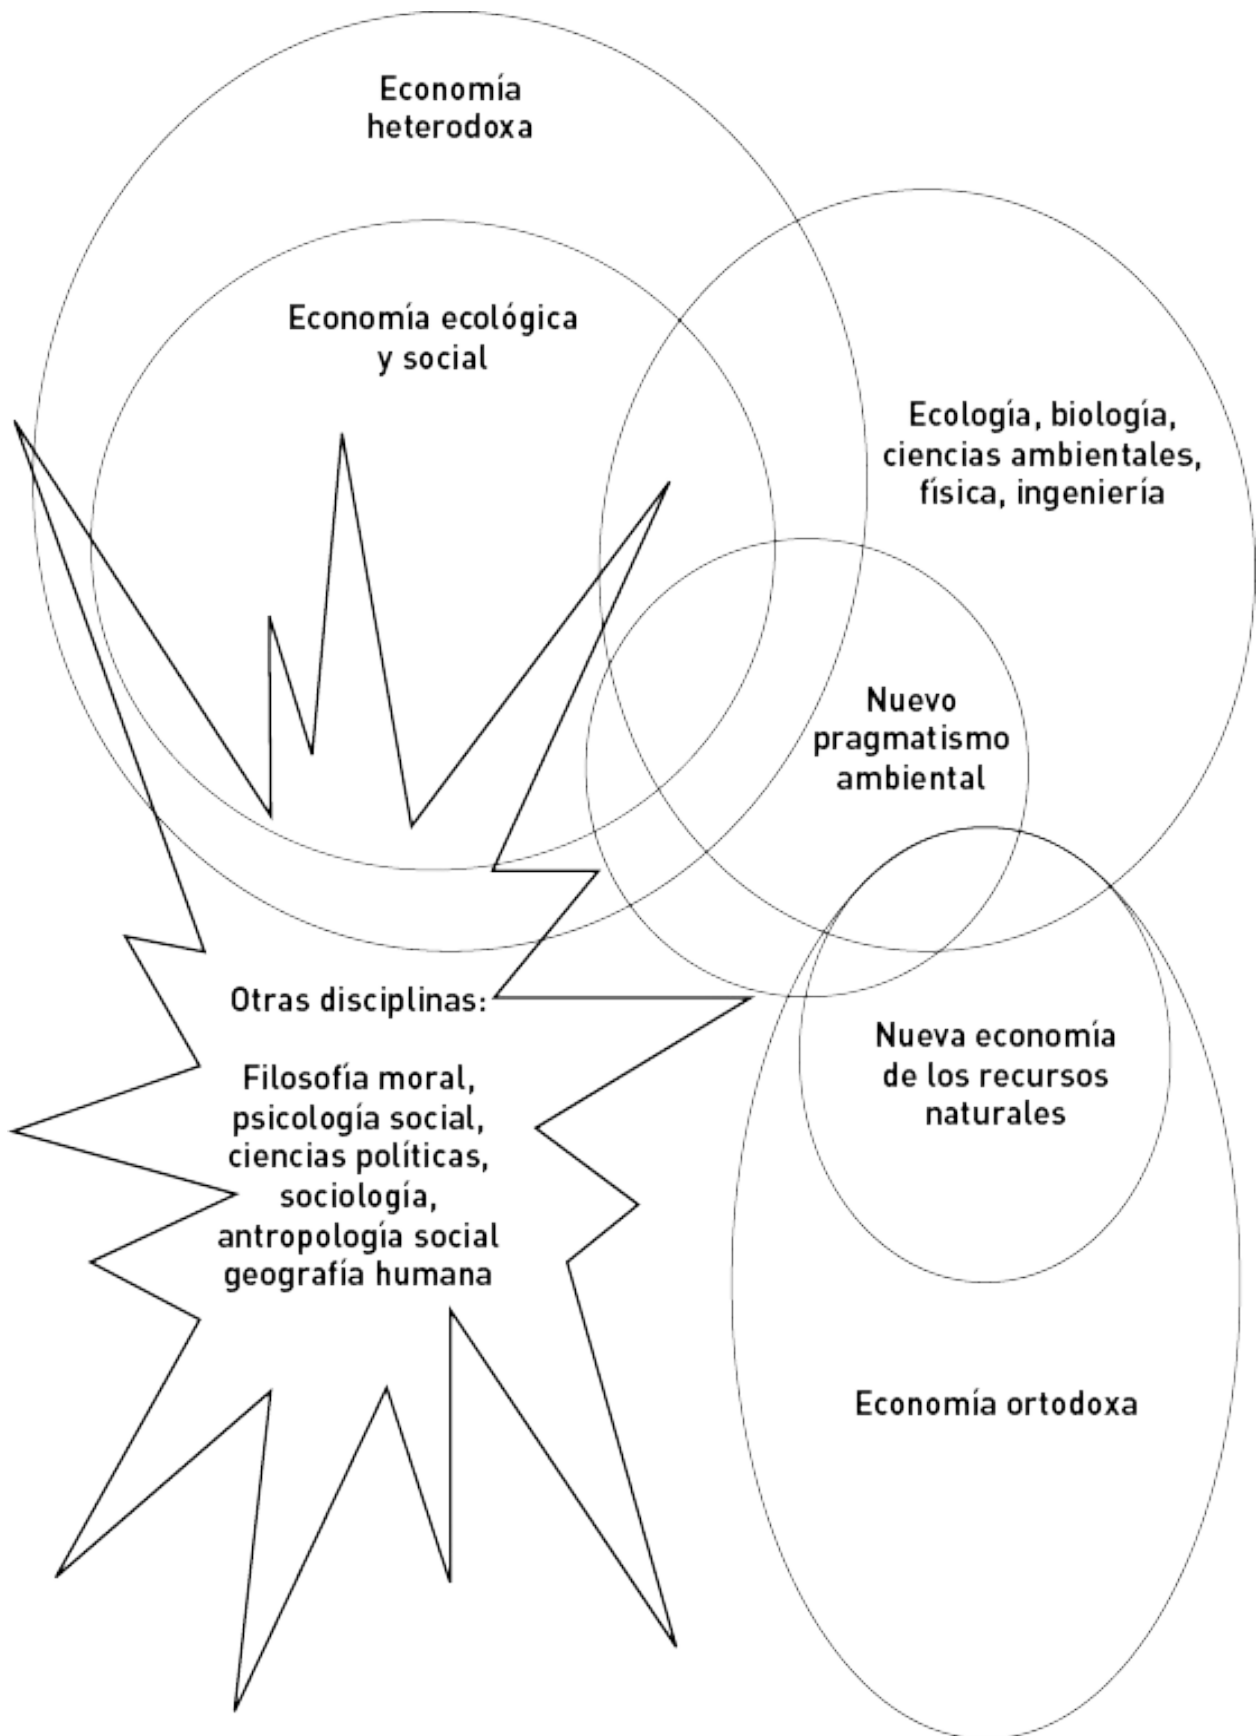 Economía
heterodoxa
Economía ecológica
y social
Ecología, biología,
ciencias ambientales,
física, ingeniería
Nuevo
pragmatismo
ambiental
Otras disciplinas:
Filosofía moral,
psicología social,
ciencias políticas,
sociología,
antropología social
geografía humana
Nueva economía
de los recursos
naturales
Economía ortodoxa